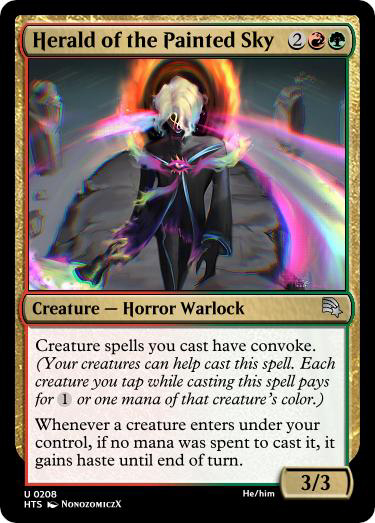 Herald of the Painted Sky 2
Creature — Horror Warlock
Creature spells you cast have convoke.
(Your creatures can help cast this spell. Each
creature you tap while casting this spell pays
for 1 or one mana of that creature's color.)
Whenever a creature enters under your
control, if no mana was spent to cast it, it
gains haste until end of turn.
3/3
U 0208
He/him
HTS NonozomiczX